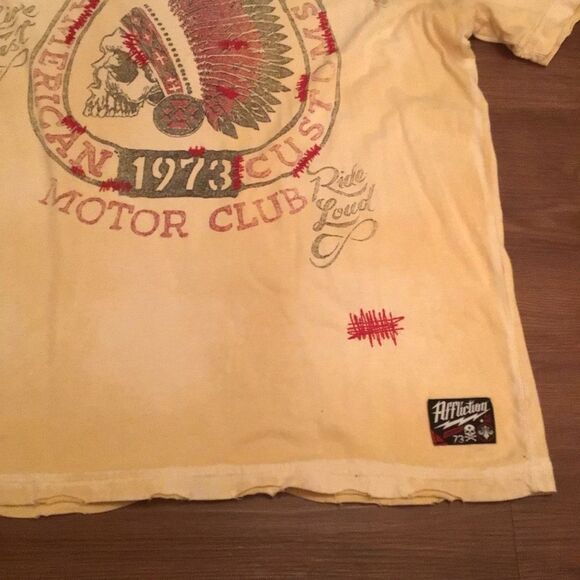 AMERICAN CUSTOMS
1973
MOTOR CLUB
Ride
Loud
Affliction
73